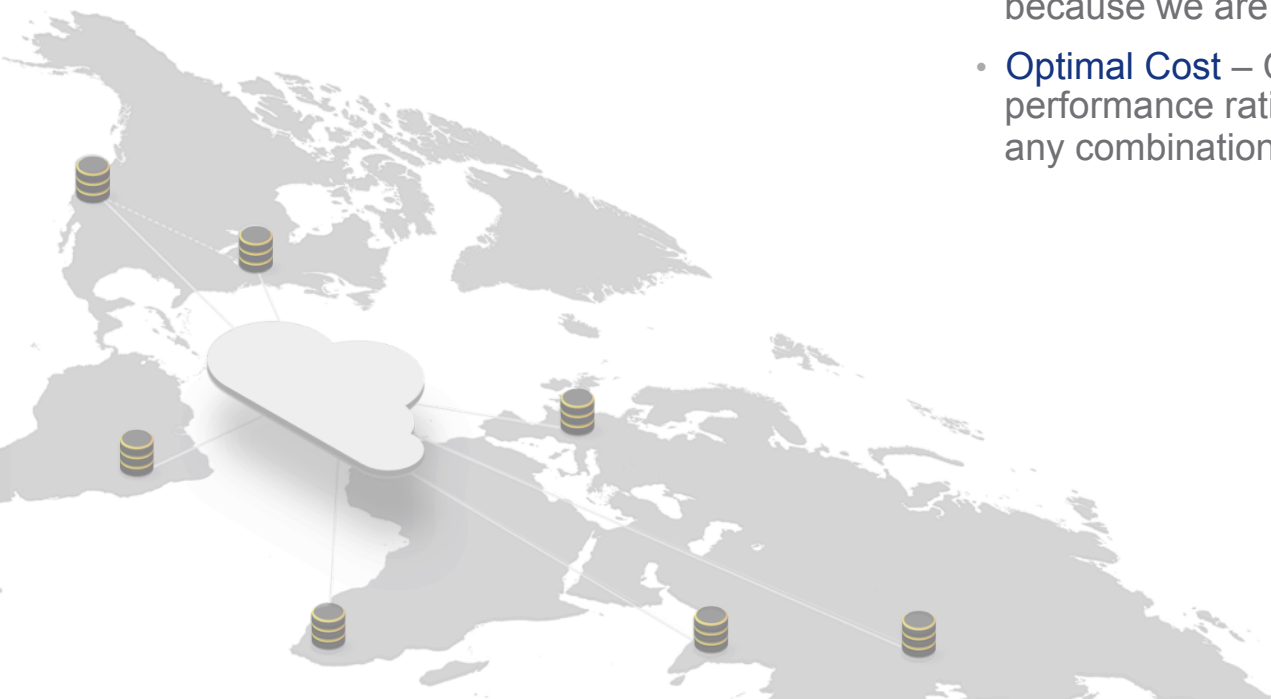 because we are
• Optimal Cost –
performance rati
any combination